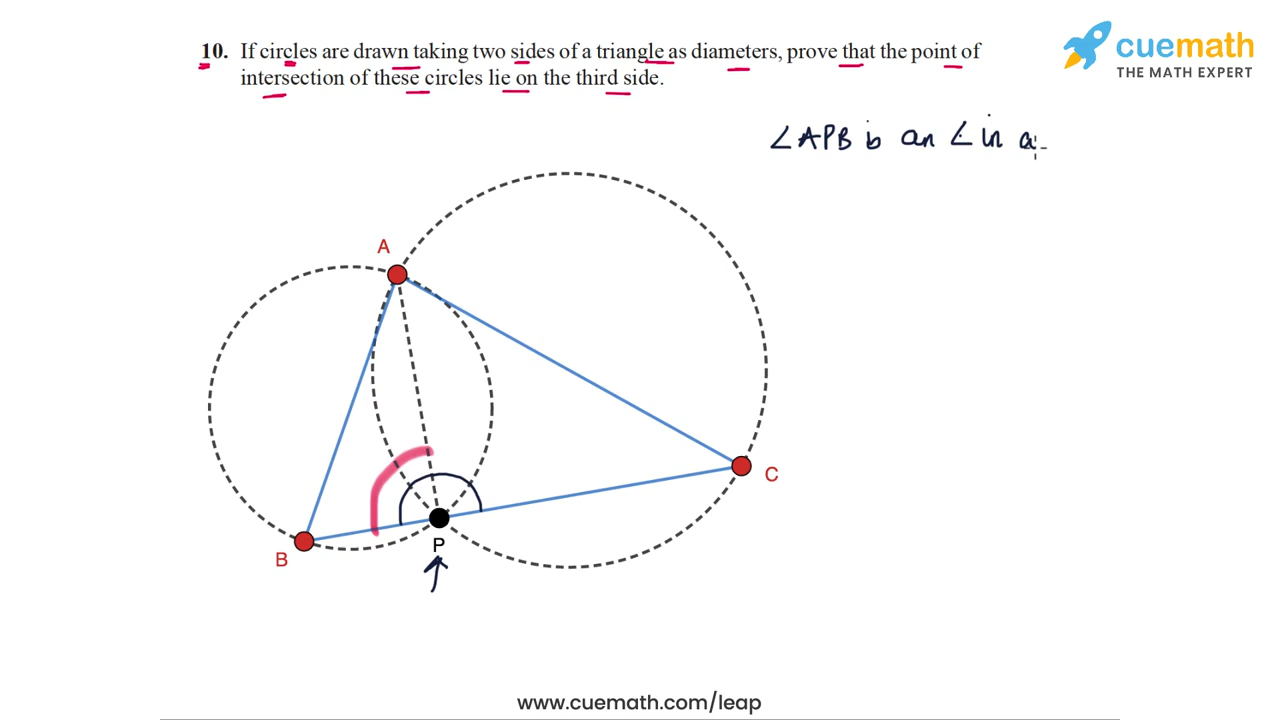 10. If circles are drawn taking two sides of a triangle as diameters, prove that the point of
intersection of these circles lie on the third side.
cuemath
THE MATH EXPERT
∠APB is an ∠ in a
A
B
P
C
www.cuemath.com/leap